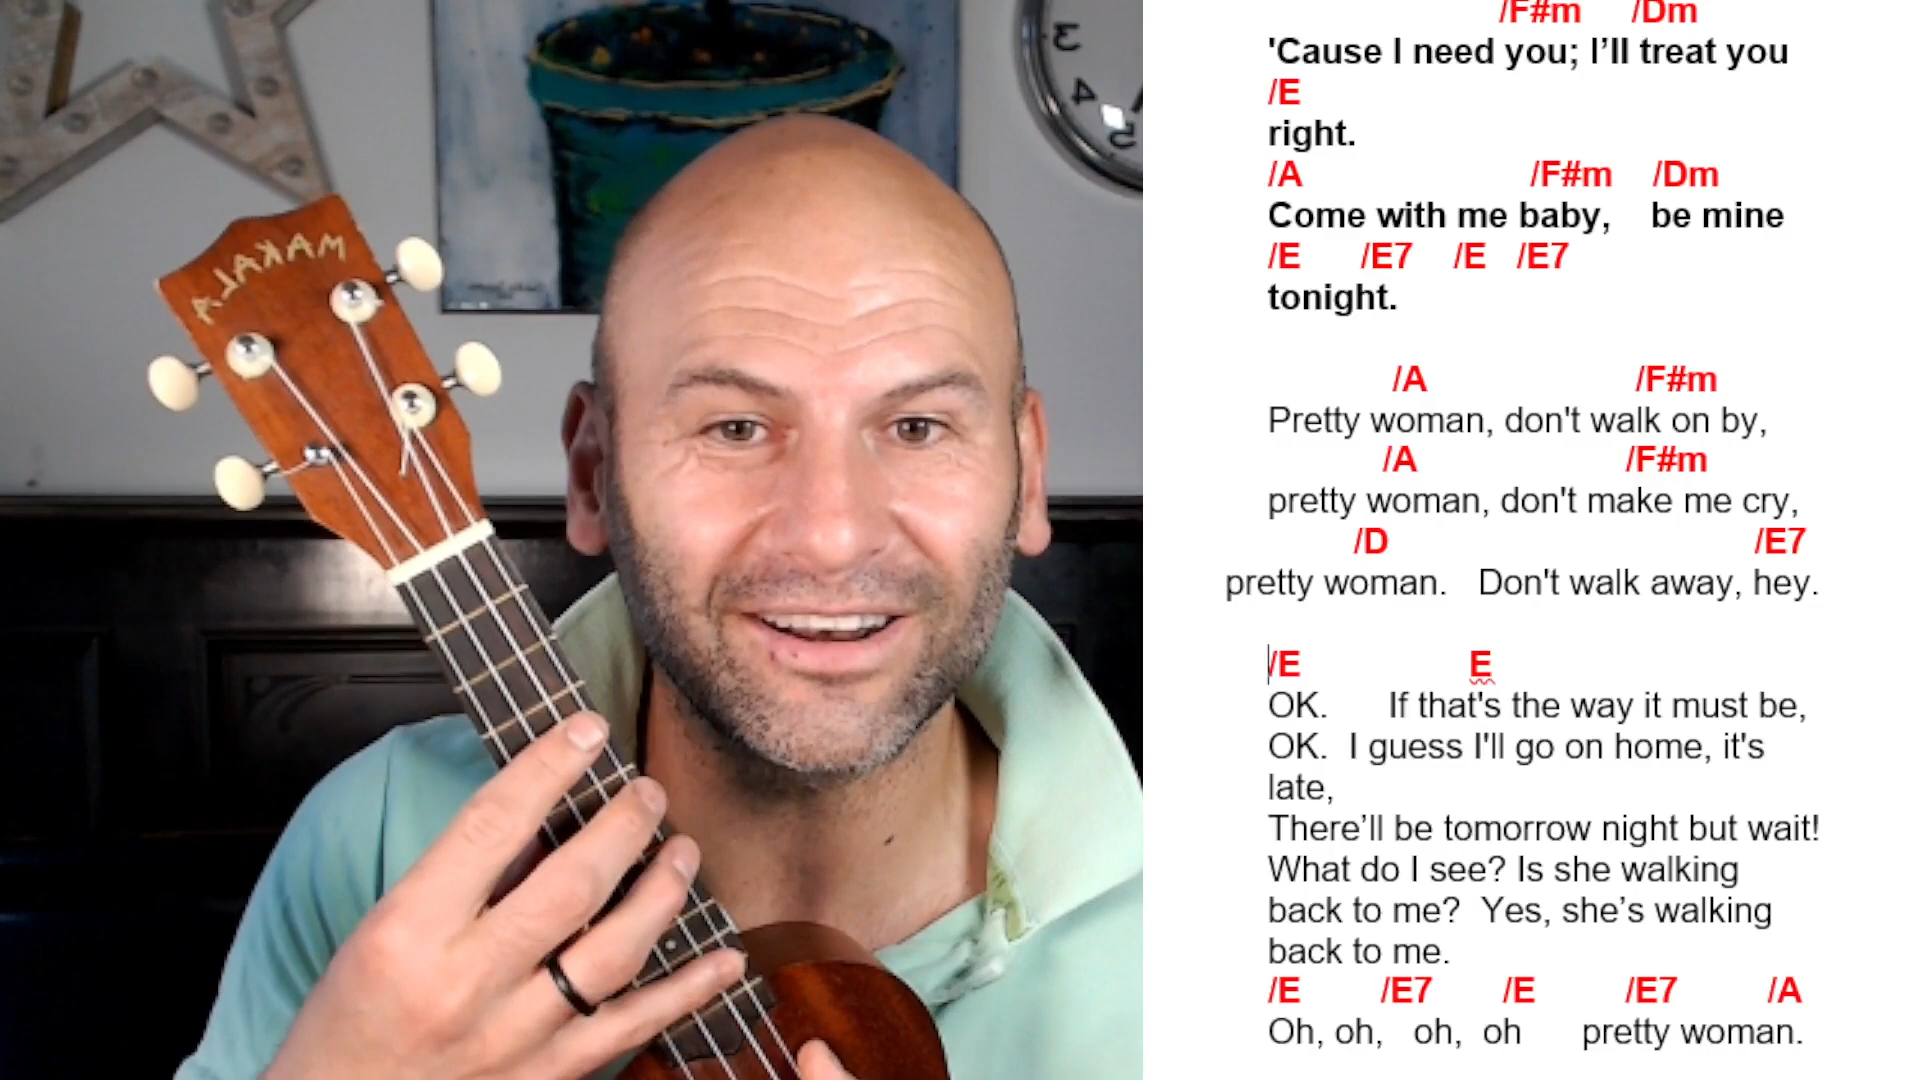 MAKALA
3
4
5
/F#m /Dm
'Cause I need you; I’ll treat you
/E
right.
/A /F#m /Dm
Come with me baby, be mine
/E /E7 /E /E7
tonight.
/A /F#m
Pretty woman, don't walk on by,
/A /F#m
pretty woman, don't make me cry,
/D /E7
pretty woman. Don't walk away, hey.
/E E
OK. If that's the way it must be,
OK. I guess I'll go on home, it's
late,
There’ll be tomorrow night but wait!
What do I see? Is she walking
back to me? Yes, she’s walking
back to me.
/E /E7 /E /E7 /A
Oh, oh, oh, oh pretty woman.